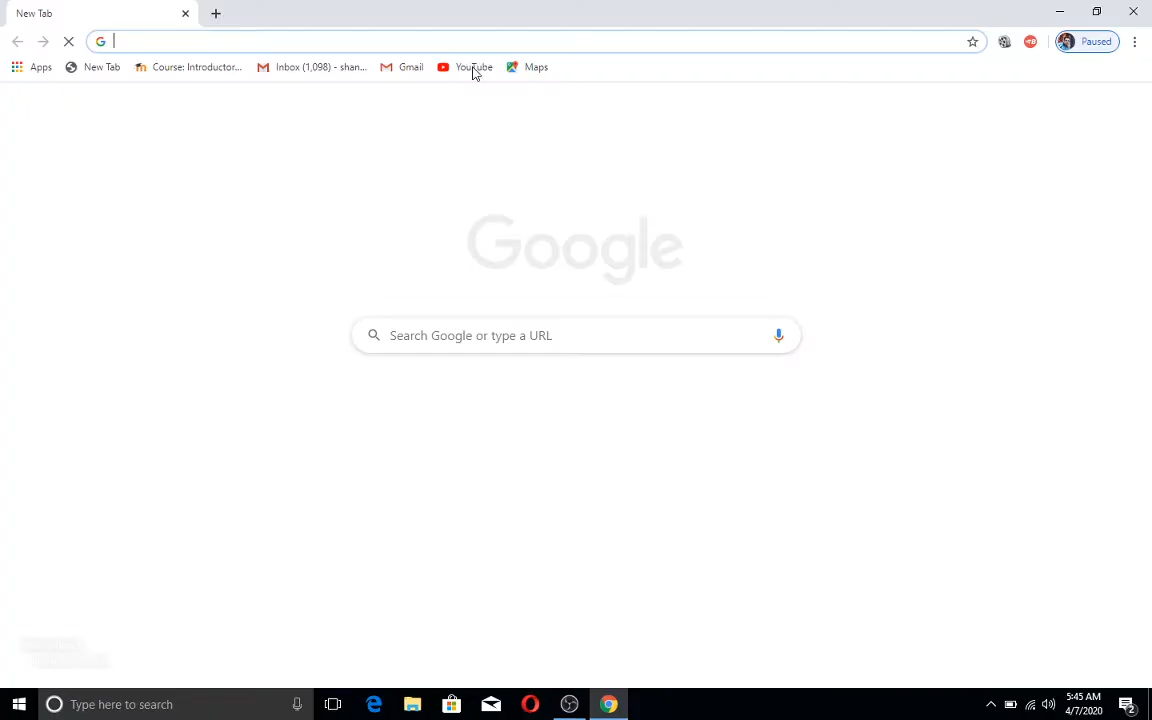 New Tab
Paused
Apps New Tab Course: Introductor... Inbox (1,098) - shan... Gmail YouTube Maps
Google
Search Google or type a URL
Type here to search
5:45 AM
4/7/2020
2